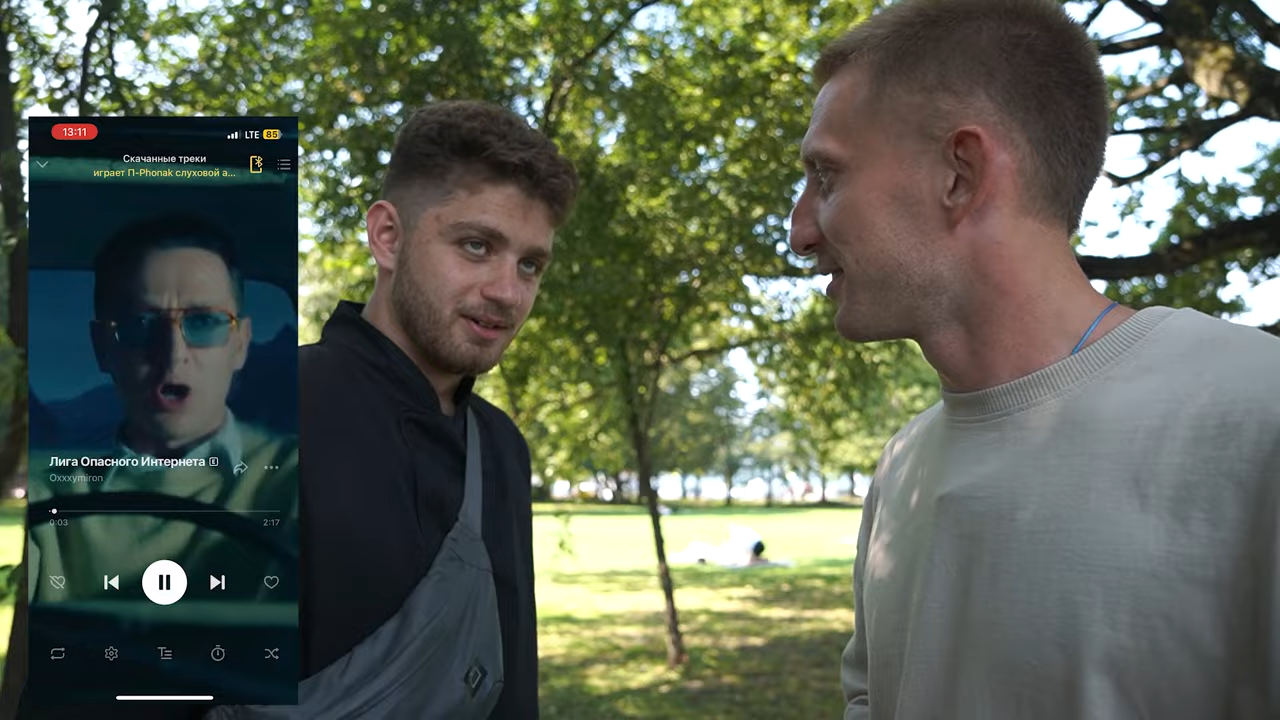 13:11
LTE 85
Скачанные треки
играет П-Phonak слуховой а...
Лига Опасного Интернета E
Oxxxymiron
0:03
2:17